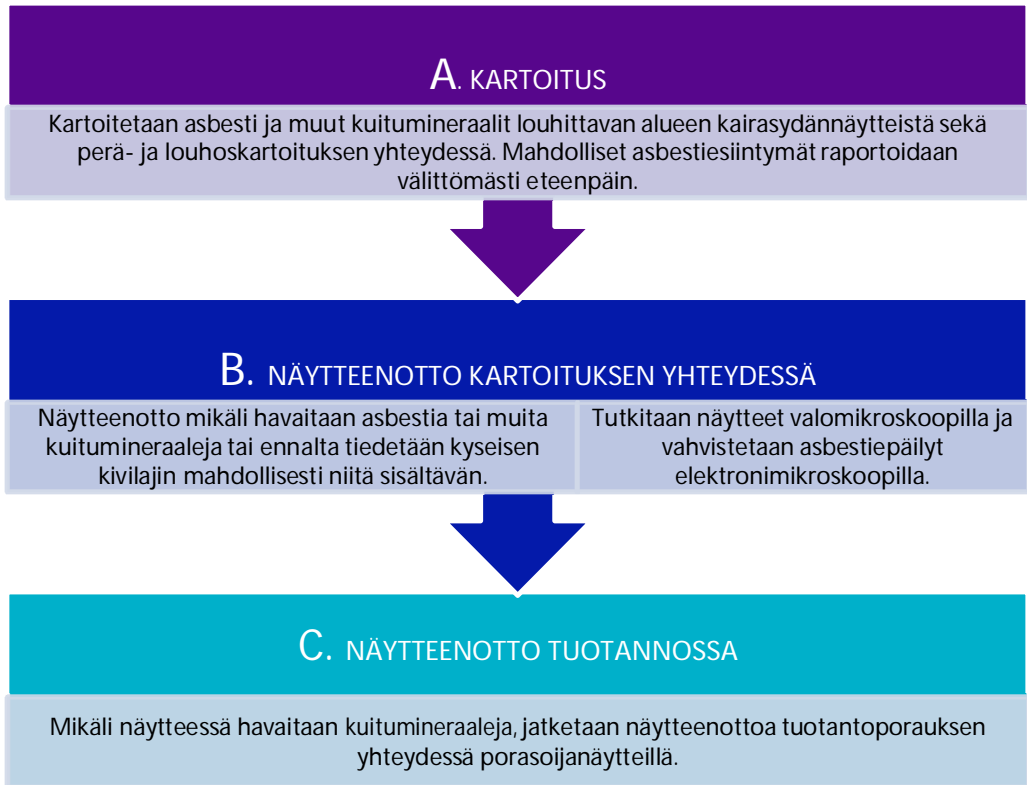 A. KARTOITUS
Kartoitetaan asbesti ja muut kuitumineraalit louhittavan alueen kairasydännäytteistä sekä
perä- ja louhoskartoituksen yhteydessä. Mahdolliset asbestiesiintymät raportoidaan
välittömästi eteenpäin.
B. NÄYTTEENOTTO KARTOITUKSEN YHTEYDESSÄ
Näytteenotto mikäli havaitaan asbestia tai muita
kuitumineraaleja tai ennalta tiedetään kyseisen
kivilajin mahdollisesti niitä sisältävän.
Tutkitaan näytteet valomikroskoopilla ja
vahvistetaan asbestiepäilyt
elektronimikroskoopilla.
C. NÄYTTEENOTTO TUOTANNOSSA
Mikäli näytteessä havaitaan kuitumineraaleja, jatketaan näytteenottoa tuotantoporauksen
yhteydessä porasoijanäytteillä.